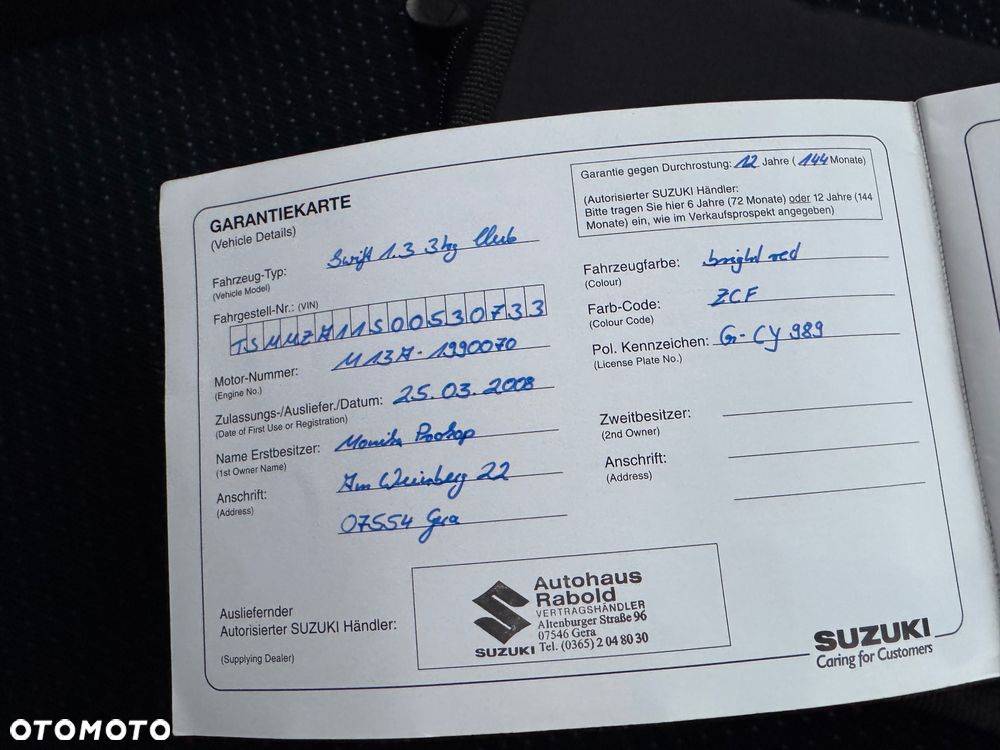 GARANTIEKARTE
(Vehicle Details)
Garantie gegen Durchrostung: 12 Jahre (144 Monate)
(Autorisierter SUZUKI Händler:
Bitte tragen Sie hier 6 Jahre (72 Monate) oder 12 Jahre (144
Monate) ein, wie im Verkaufsprospekt angegeben)
Fahrzeug-Typ: Swift 1.3 3trg Club
(Vehicle Model)
Fahrgestell-Nr.: (VIN)
TSMMZA11S00530733
Motor-Nummer: M13A-1990070
(Engine No.)
Zulassungs-/Ausliefer./Datum: 25.03.2008
(Date of First Use or Registration)
Name Erstbesitzer: Monika Prokop
(1st Owner Name)
Anschrift: Am Weinberg 22
(Address)
07554 Gera
Fahrzeugfarbe: bright red
(Colour)
Farb-Code: ZCF
(Colour Code)
Pol. Kennzeichen: G-CY 989
(License Plate No.)
Zweitbesitzer:
(2nd Owner)
Anschrift:
(Address)
Ausliefernder
Autorisierter SUZUKI Händler:
(Supplying Dealer)
SUZUKI
Autohaus
Rabold
VERTRAGSHÄNDLER
Altenburger Straße 96
07546 Gera
Tel. (0365) 2 04 80 30
SUZUKI
Caring for Customers
OTOMOTO